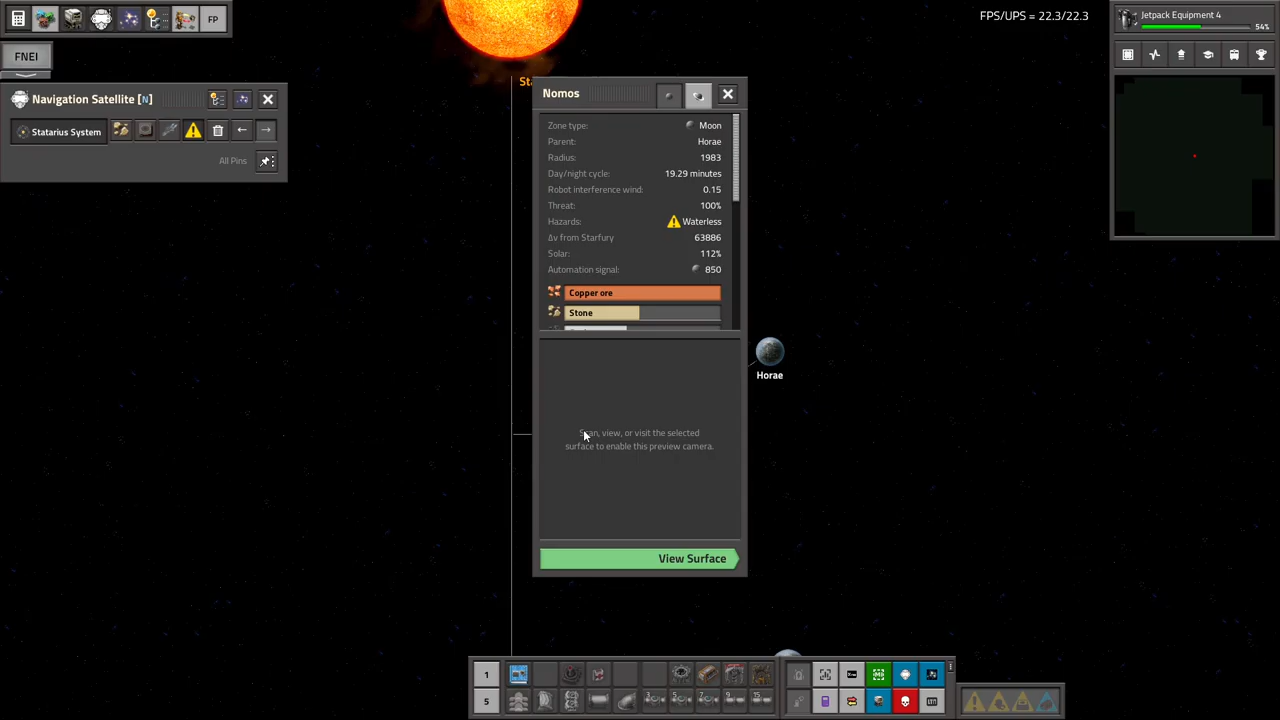 FP
FPS/UPS = 22.3/22.3
Jetpack Equipment 4
54%
FNEI
Navigation Satellite [N]
Statarius System
All Pins
Nomos
Zone type: Moon
Parent: Horae
Radius: 1983
Day/night cycle: 19.29 minutes
Robot interference wind: 0.15
Threat: 100%
Hazards: Waterless
Δv from Starfury 63886
Solar: 112%
Automation signal: 850
Copper ore
Stone
Horae
Scan, view, or visit the selected
surface to enable this preview camera.
View Surface
1
5